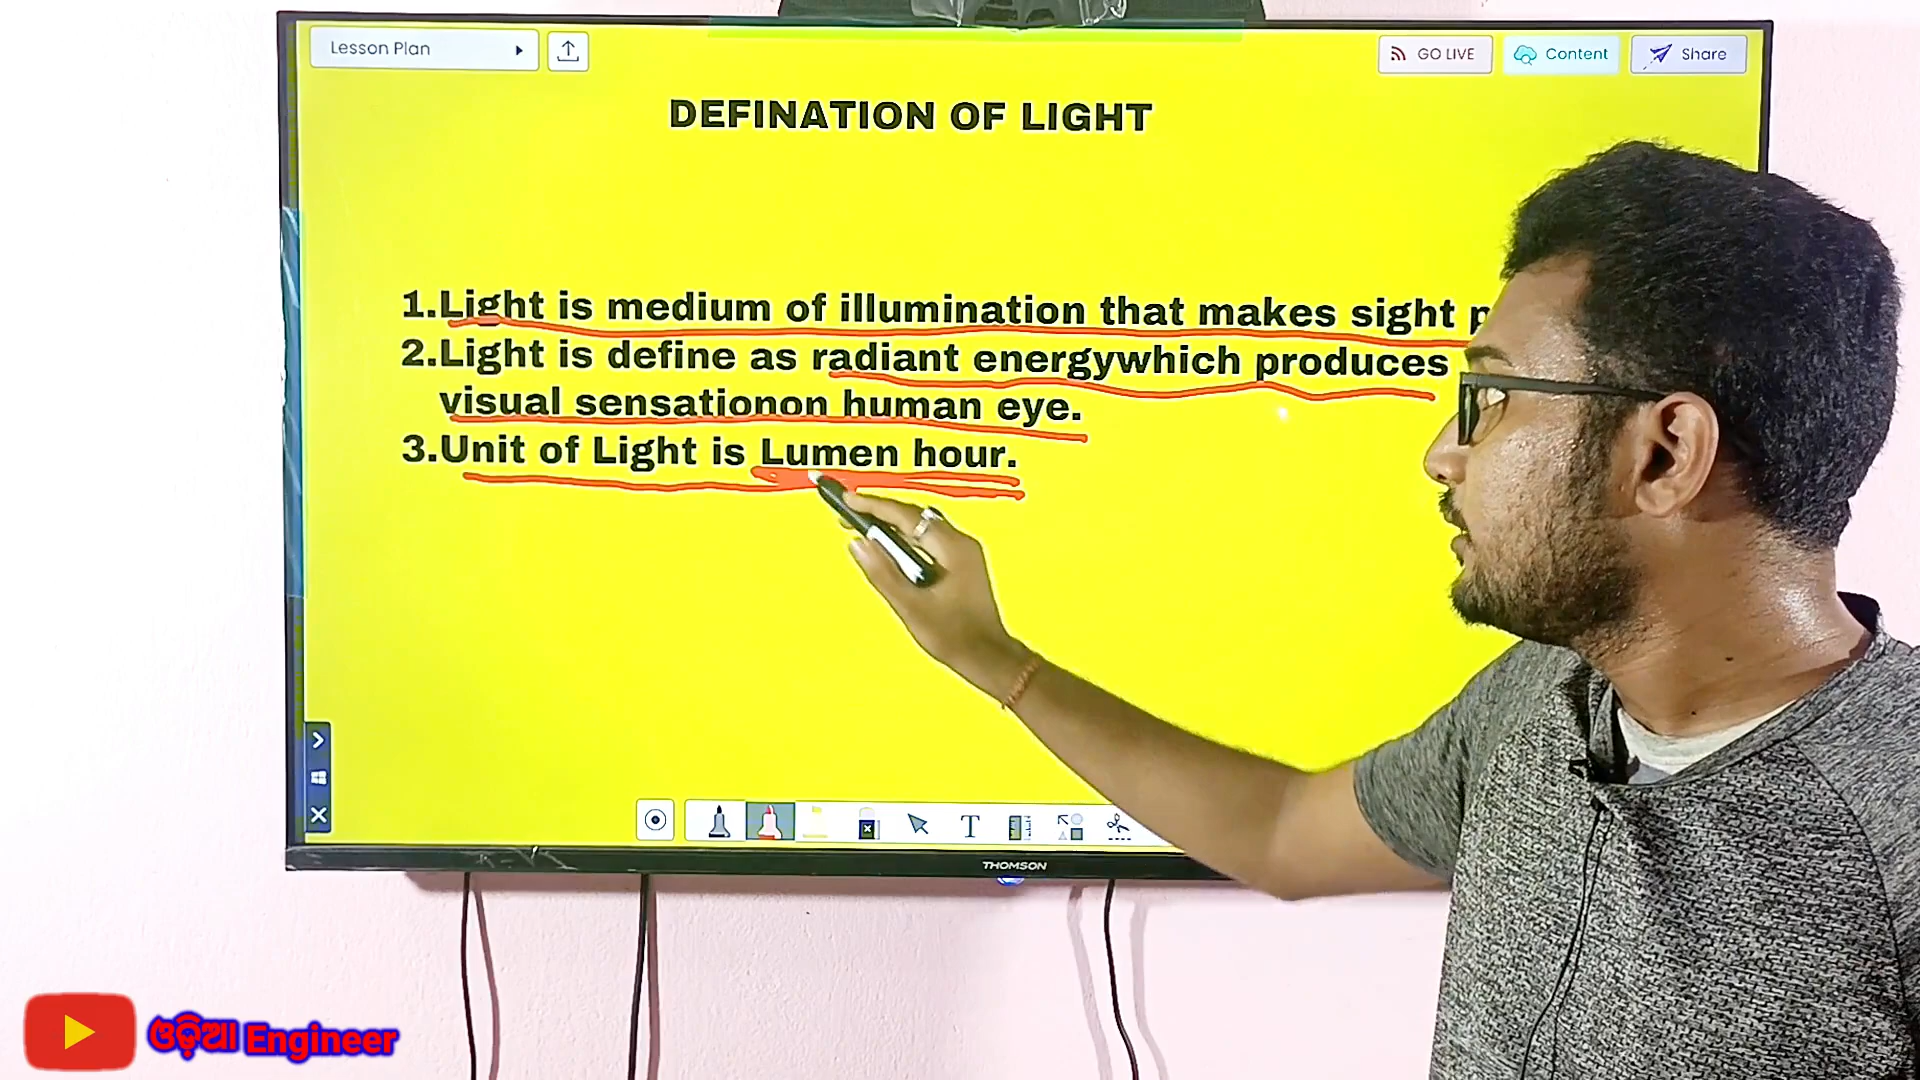 Lesson Plan
GO LIVE
Content
Share
DEFINATION OF LIGHT
1.Light is medium of illumination that makes sight
2.Light is define as radiant energywhich produces
visual sensationon human eye.
3.Unit of Light is Lumen hour.
T
THOMSON
ଓଡ଼ିଆ Engineer